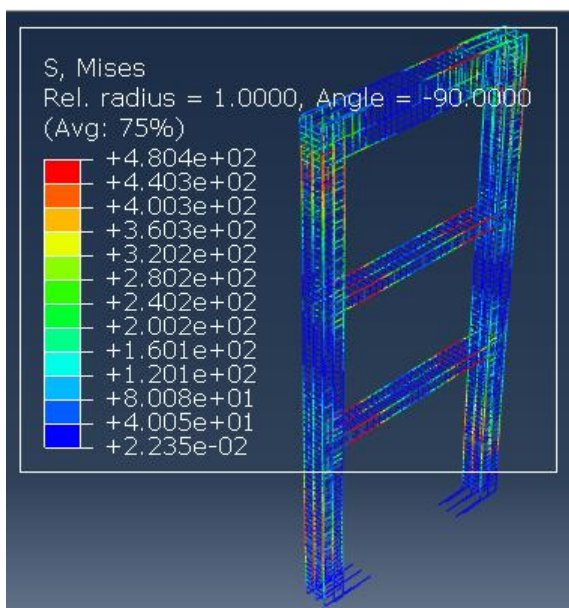 S, Mises
Rel. radius = 1.0000, Angle = -90.0000
(Avg: 75%)
+4.804e+02
+4.403e+02
+4.003e+02
+3.603e+02
+3.202e+02
+2.802e+02
+2.402e+02
+2.002e+02
+1.601e+02
+1.201e+02
+8.008e+01
+4.005e+01
+2.235e-02